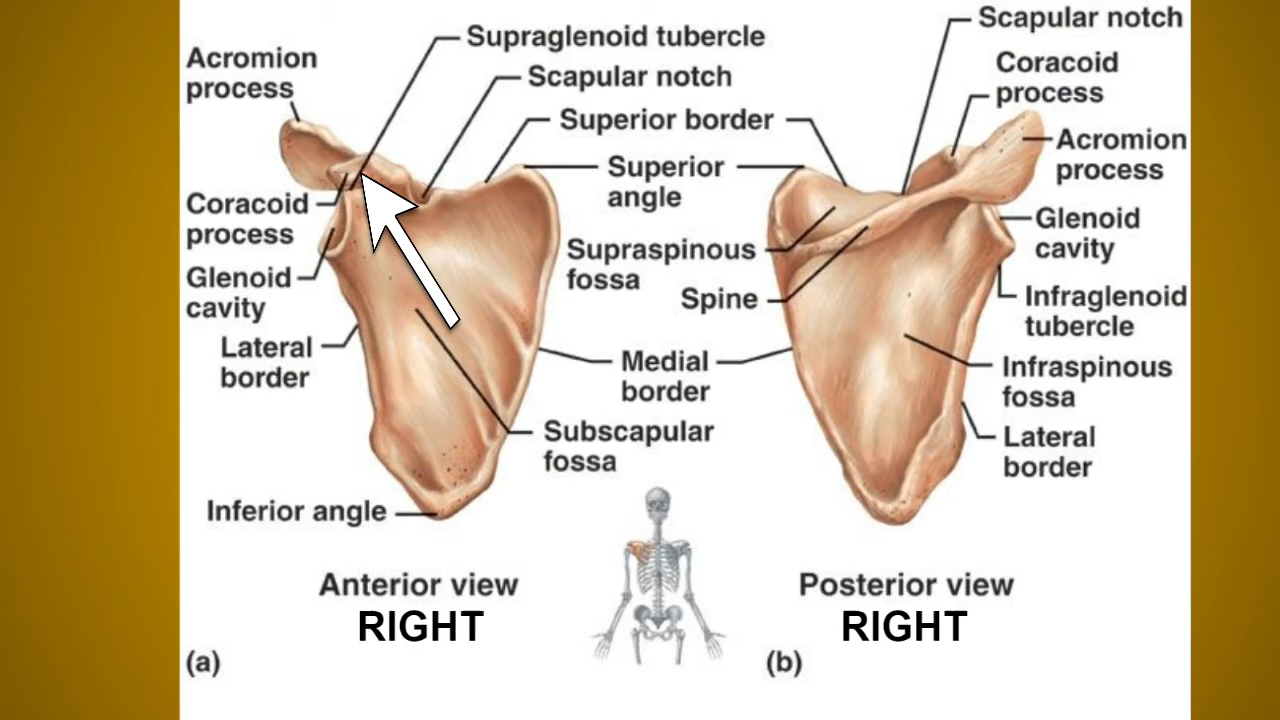 Supraglenoid tubercle
Scapular notch
Superior border
Superior
angle
Acromion
process
Coracoid
process
Glenoid
cavity
Lateral
border
Supraspinous
fossa
Spine
Medial
border
Subscapular
fossa
Inferior angle
Anterior view
RIGHT
(a)
Scapular notch
Coracoid
process
Acromion
process
Glenoid
cavity
Infraglenoid
tubercle
Infraspinous
fossa
Lateral
border
Posterior view
RIGHT
(b)